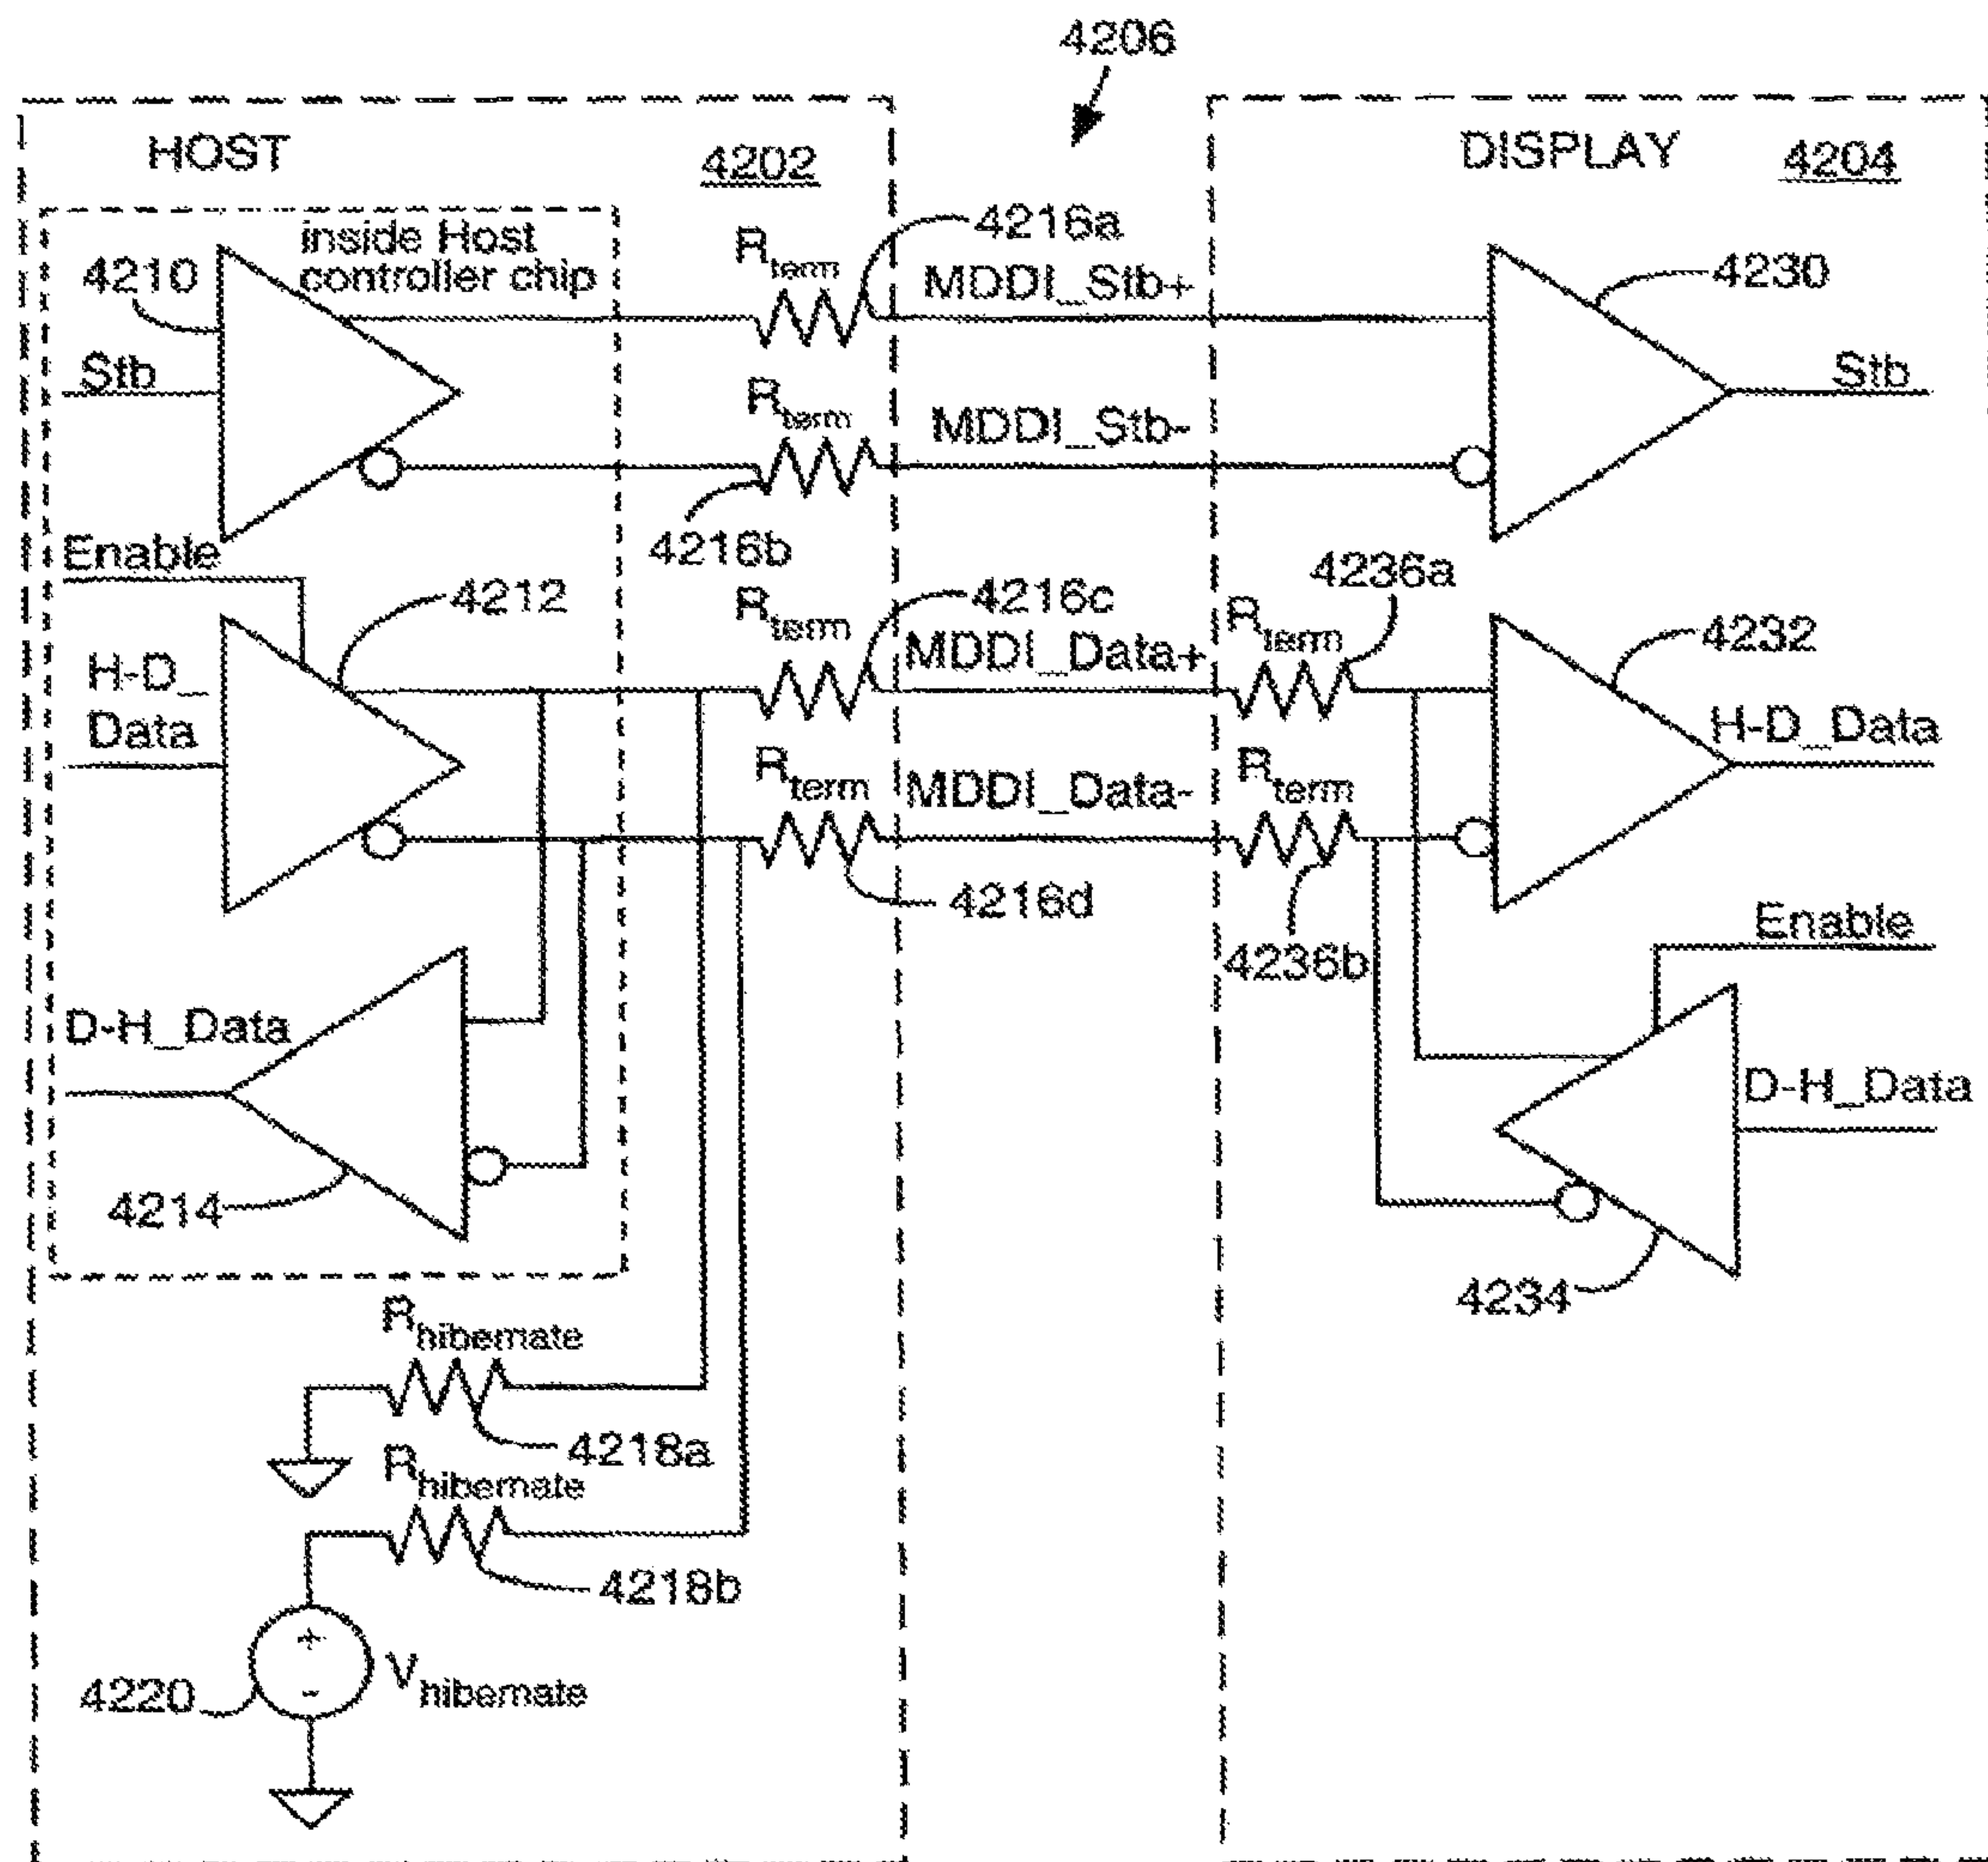 4206
HOST
4202
DISPLAY
4204
inside Host
controller chip
4210
Stb
Rterm
4216a
MDDI_Stb+
4230
Stb
Rterm
MDDI_Stb-
4216b
Enable
4212
Rterm
4216c
MDDI_Data+
4236a
Rterm
4232
H-D_
Data
H-D_Data
Rterm
MDDI_Data-
Rterm
4216d
4236b
Enable
D-H_Data
D-H_Data
4214
4234
Rhibernate
4218a
Rhibernate
4218b
+
-
4220
Vhibernate